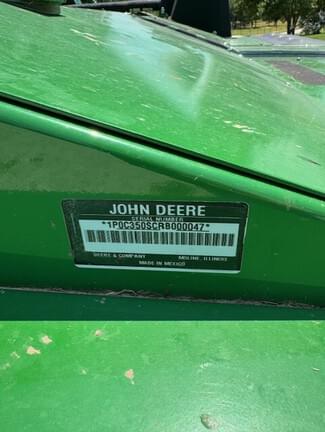 JOHN DEERE
SERIAL NUMBER
*1P0C350SCRB000047*
DEERE & COMPANY MOLINE, ILLINOIS
MADE IN MEXICO